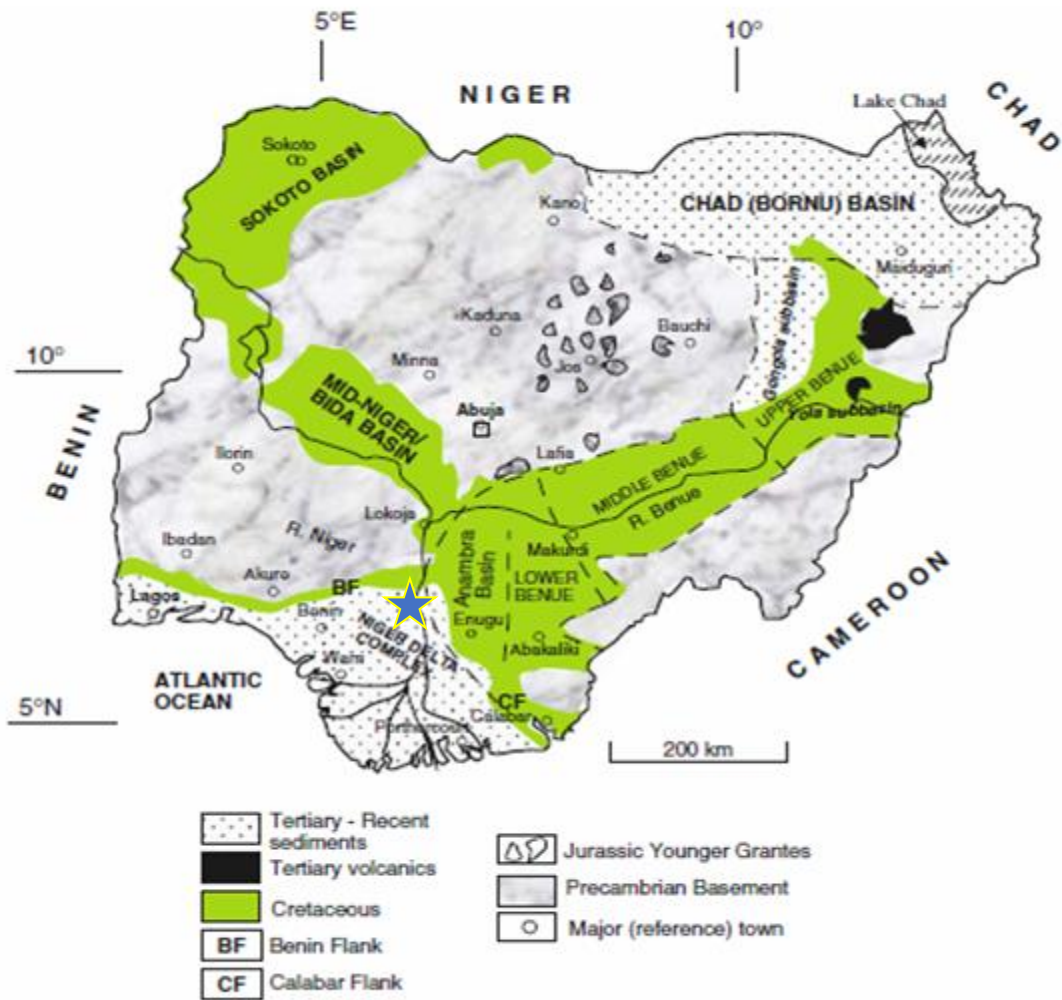 5°E
10°
NIGER
CHAD
Lake Chad
Sokoto
SOKOTO BASIN
Kano
CHAD (BORNU) BASIN
Maiduguri
Gongola subbasin
Kaduna
Bauchi
Jos
10°
Minna
MID-NIGER/
BIDA BASIN
Abuja
UPPER BENUE
Yola subbasin
BENIN
Ilorin
Lafia
MIDDLE BENUE
R. Benue
Lokoja
R. Niger
Ibadan
Makurdi
Anambra
Basin
LOWER
BENUE
Akure
BF
Lagos
Benin
Enugu
Abakaliki
NIGER DELTA
COMPLEX
CAMEROON
ATLANTIC
OCEAN
CF
Calabar
5°N
200 km
Tertiary - Recent
sediments
Tertiary volcanics
Cretaceous
BF Benin Flank
CF Calabar Flank
Jurassic Younger Grantes
Precambrian Basement
Major (reference) town